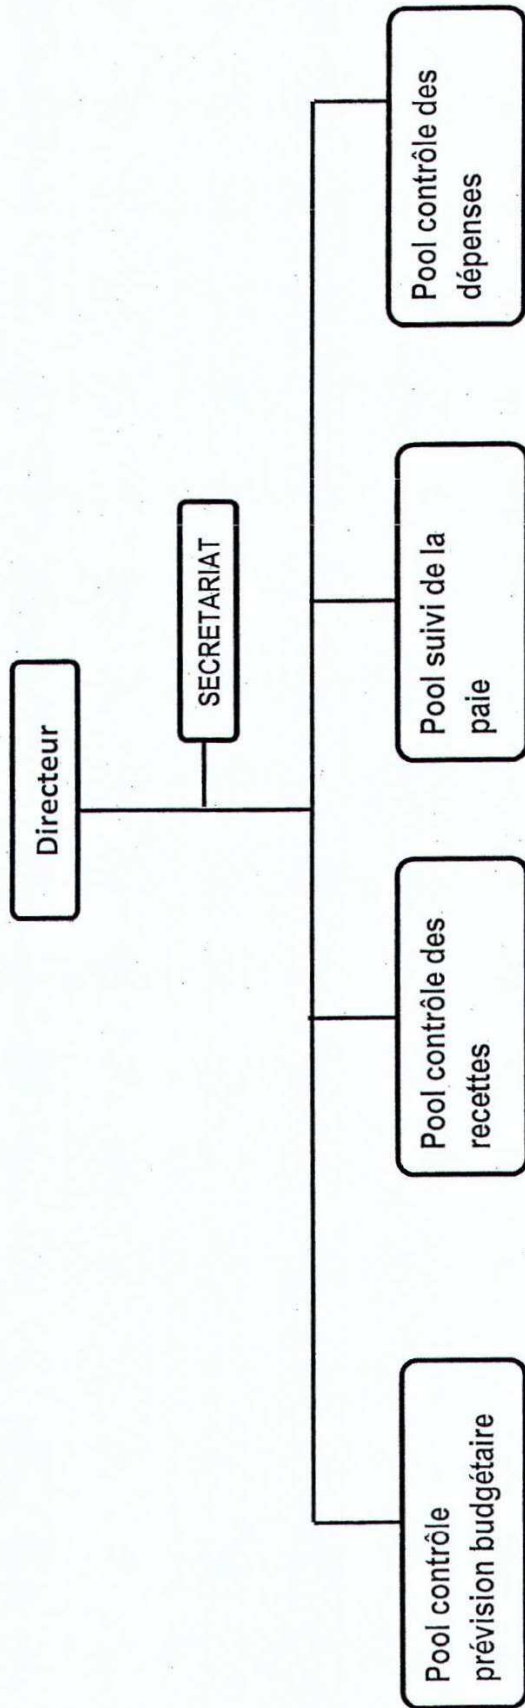 Directeur
SECRETARIAT
Pool contrôle
prévision budgétaire
Pool contrôle des
recettes
Pool suivi de la
paie
Pool contrôle des
dépenses